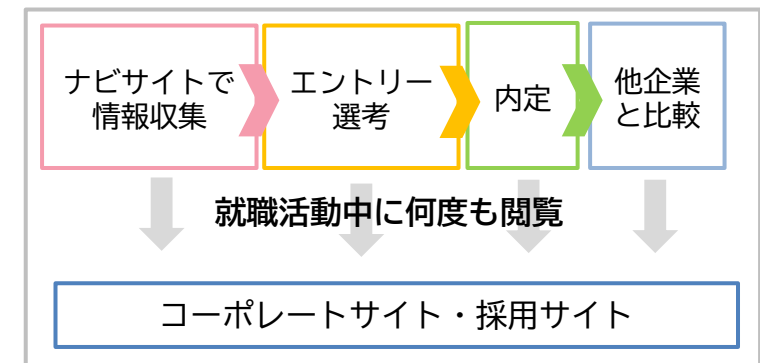 ナビサイトで
情報収集
エントリー
選考
内定
他企業
と比較
就職活動中に何度も閲覧
コーポレートサイト・採用サイト